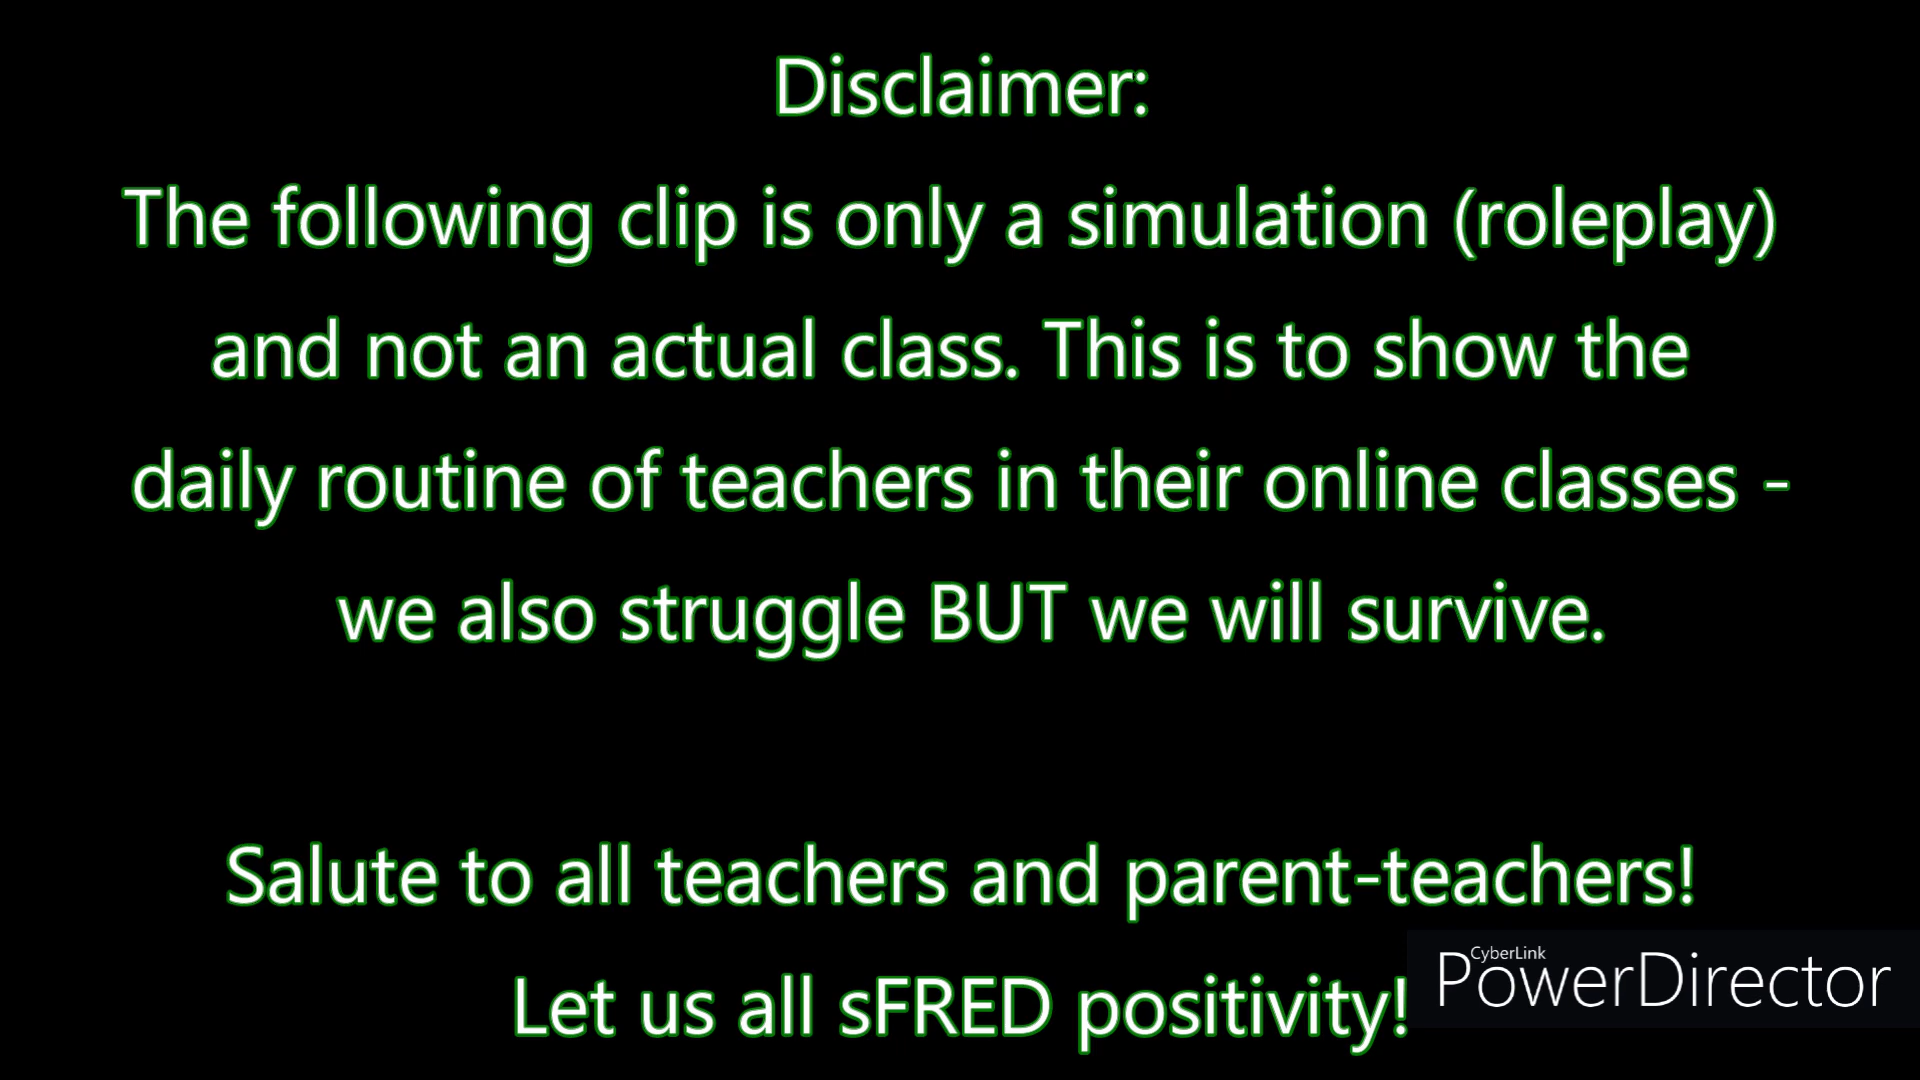 Disclaimer:
The following clip is only a simulation (roleplay)
and not an actual class. This is to show the
daily routine of teachers in their online classes -
we also struggle BUT we will survive.
Salute to all teachers and parent-teachers!
Let us all sFRED positivity!
CyberLink
PowerDirector